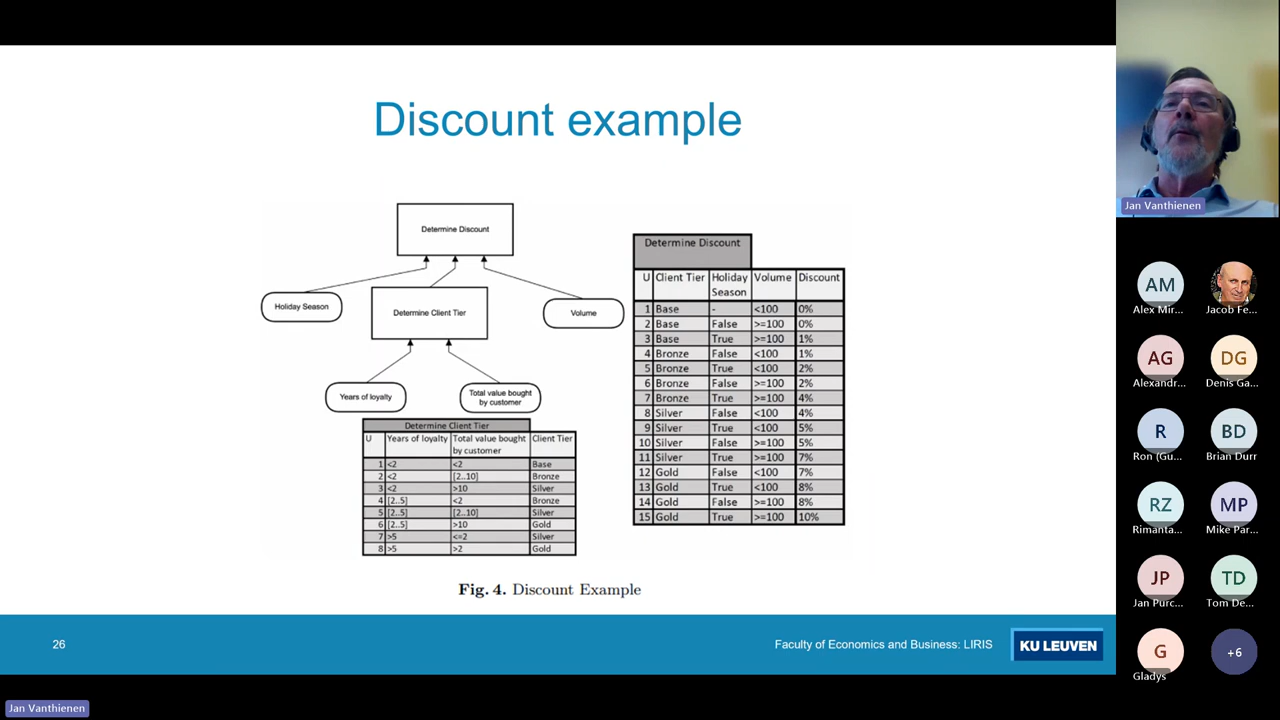 Discount example
Determine Discount
Holiday Season
Determine Client Tier
Volume
Years of loyalty
Total value bought
by customer
Determine Client Tier
U Years of loyalty Total value bought Client Tier
by customer
1 <2 <2 Base
2 <2 [2..10] Bronze
3 <2 >10 Silver
4 [2..5] <2 Bronze
5 [2..5] [2..10] Silver
6 [2..5] >10 Gold
7 >5 <=2 Silver
8 >5 >2 Gold
Determine Discount
U Client Tier Holiday Volume Discount
Season
1 Base - <100 0%
2 Base False >=100 0%
3 Base True >=100 1%
4 Bronze False <100 1%
5 Bronze True <100 2%
6 Bronze False >=100 2%
7 Bronze True >=100 4%
8 Silver False <100 4%
9 Silver True <100 5%
10 Silver False >=100 5%
11 Silver True >=100 7%
12 Gold False <100 7%
13 Gold True <100 8%
14 Gold False >=100 8%
15 Gold True >=100 10%
Fig. 4. Discount Example
26
Faculty of Economics and Business: LIRIS
KU LEUVEN
Jan Vanthienen
AM
Alex Mir...
Jacob Fe...
AG
Alexandr...
DG
Denis Ga...
R
Ron (Gu...
BD
Brian Durr
RZ
Rimanta...
MP
Mike Par...
JP
Jan Purc...
TD
Tom De...
G
Gladys
+6
Jan Vanthienen